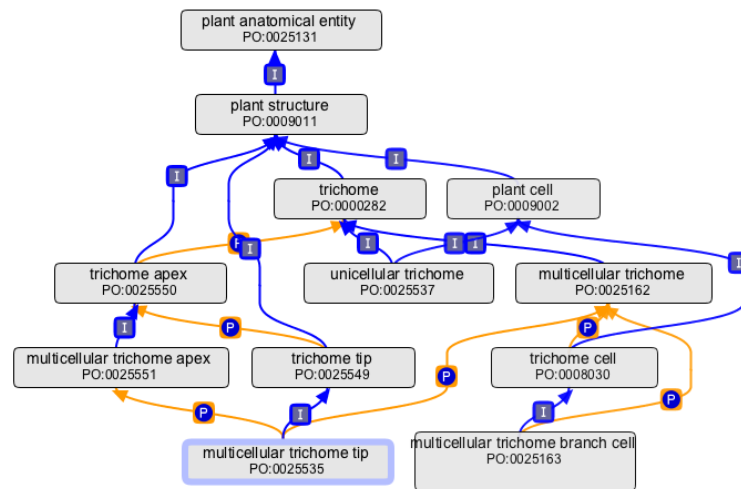 plant anatomical entity
PO:0025131
I
plant structure
PO:0009011
I
I
I
trichome
PO:0000282
plant cell
PO:0009002
P
I
I
I
I
I
trichome apex
PO:0025550
unicellular trichome
PO:0025537
multicellular trichome
PO:0025162
I
P
P
multicellular trichome apex
PO:0025551
trichome tip
PO:0025549
trichome cell
PO:0008030
P
P
I
I
P
multicellular trichome tip
PO:0025535
multicellular trichome branch cell
PO:0025163